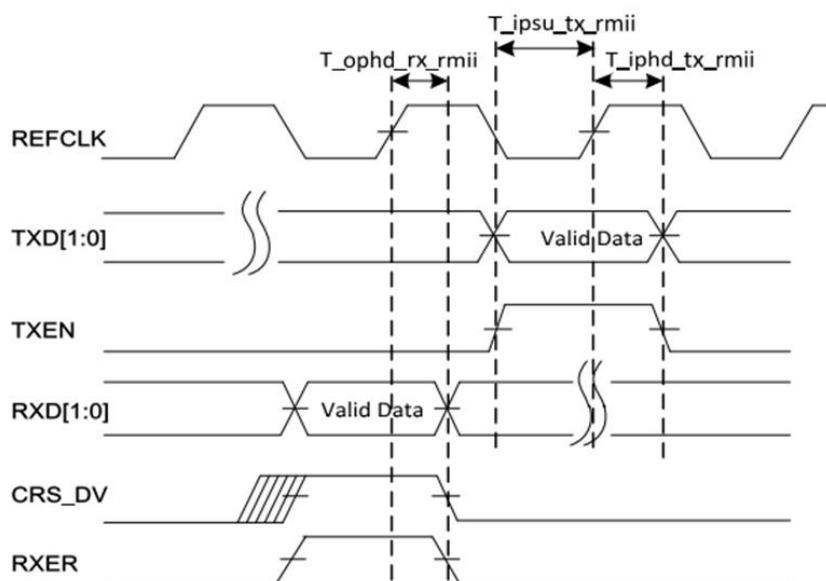 T_ipsu_tx_rmii
T_ophd_rx_rmii
T_iphd_tx_rmii
REFCLK
TXD[1:0]
Valid Data
TXEN
RXD[1:0]
Valid Data
CRS_DV
RXER